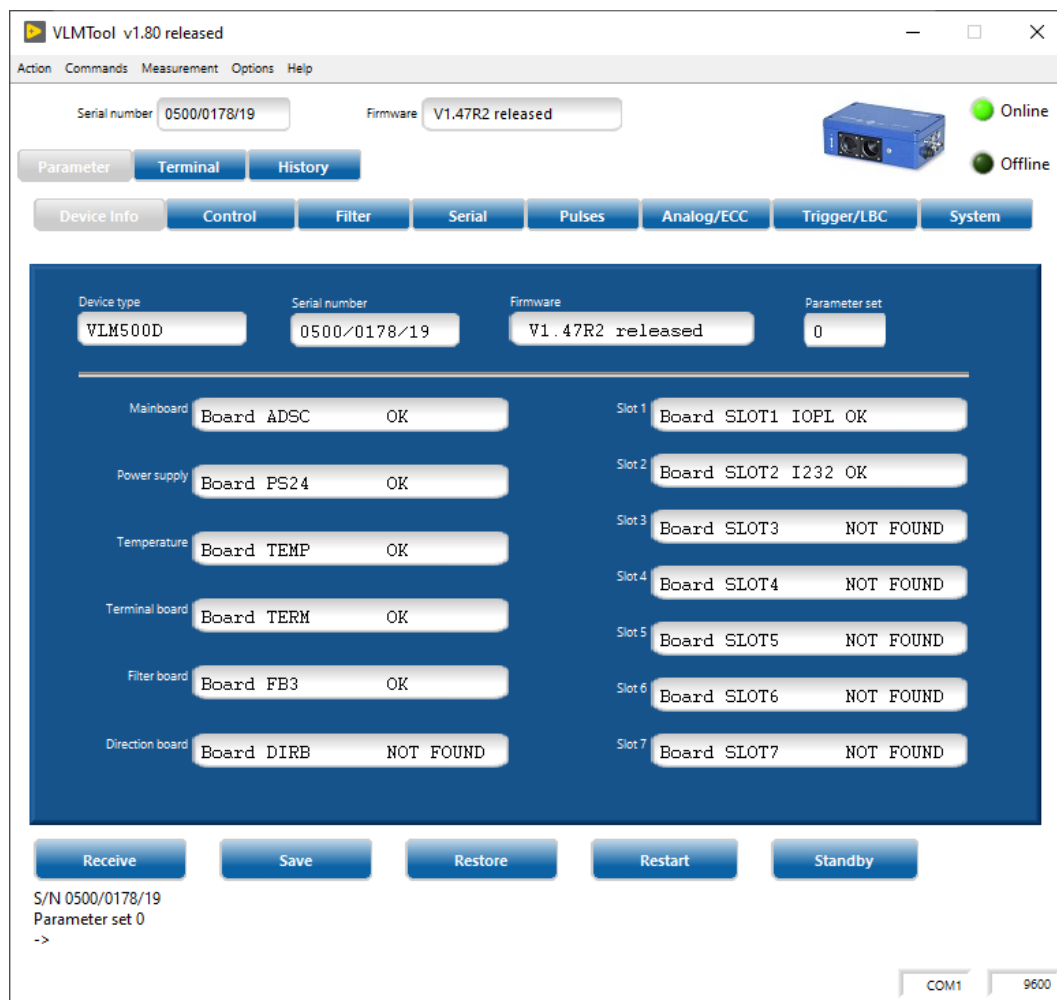 VLMTool v1.80 released
Action Commands Measurement Options Help
Serial number 0500/0178/19 Firmware V1.47R2 released
Online
Offline
Parameter Terminal History
Device Info Control Filter Serial Pulses Analog/ECC Trigger/LBC System
Device type Serial number Firmware Parameter set
VLM500D 0500/0178/19 V1.47R2 released 0
Mainboard Board ADSC OK
Power supply Board PS24 OK
Temperature Board TEMP OK
Terminal board Board TERM OK
Filter board Board FB3 OK
Direction board Board DIRB NOT FOUND
Slot 1 Board SLOT1 IOPL OK
Slot 2 Board SLOT2 I232 OK
Slot 3 Board SLOT3 NOT FOUND
Slot 4 Board SLOT4 NOT FOUND
Slot 5 Board SLOT5 NOT FOUND
Slot 6 Board SLOT6 NOT FOUND
Slot 7 Board SLOT7 NOT FOUND
Receive Save Restore Restart Standby
S/N 0500/0178/19
Parameter set 0
->
COM1 9600